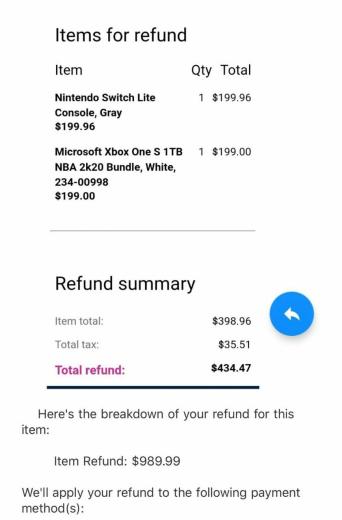 Items for refund
Item Qty Total
Nintendo Switch Lite 1 $199.96
Console, Gray
$199.96
Microsoft Xbox One S 1TB 1 $199.00
NBA 2k20 Bundle, White,
234-00998
$199.00
Refund summary
Item total: $398.96
Total tax: $35.51
Total refund: $434.47
Here's the breakdown of your refund for this
item:
Item Refund: $989.99
We'll apply your refund to the following payment
method(s):